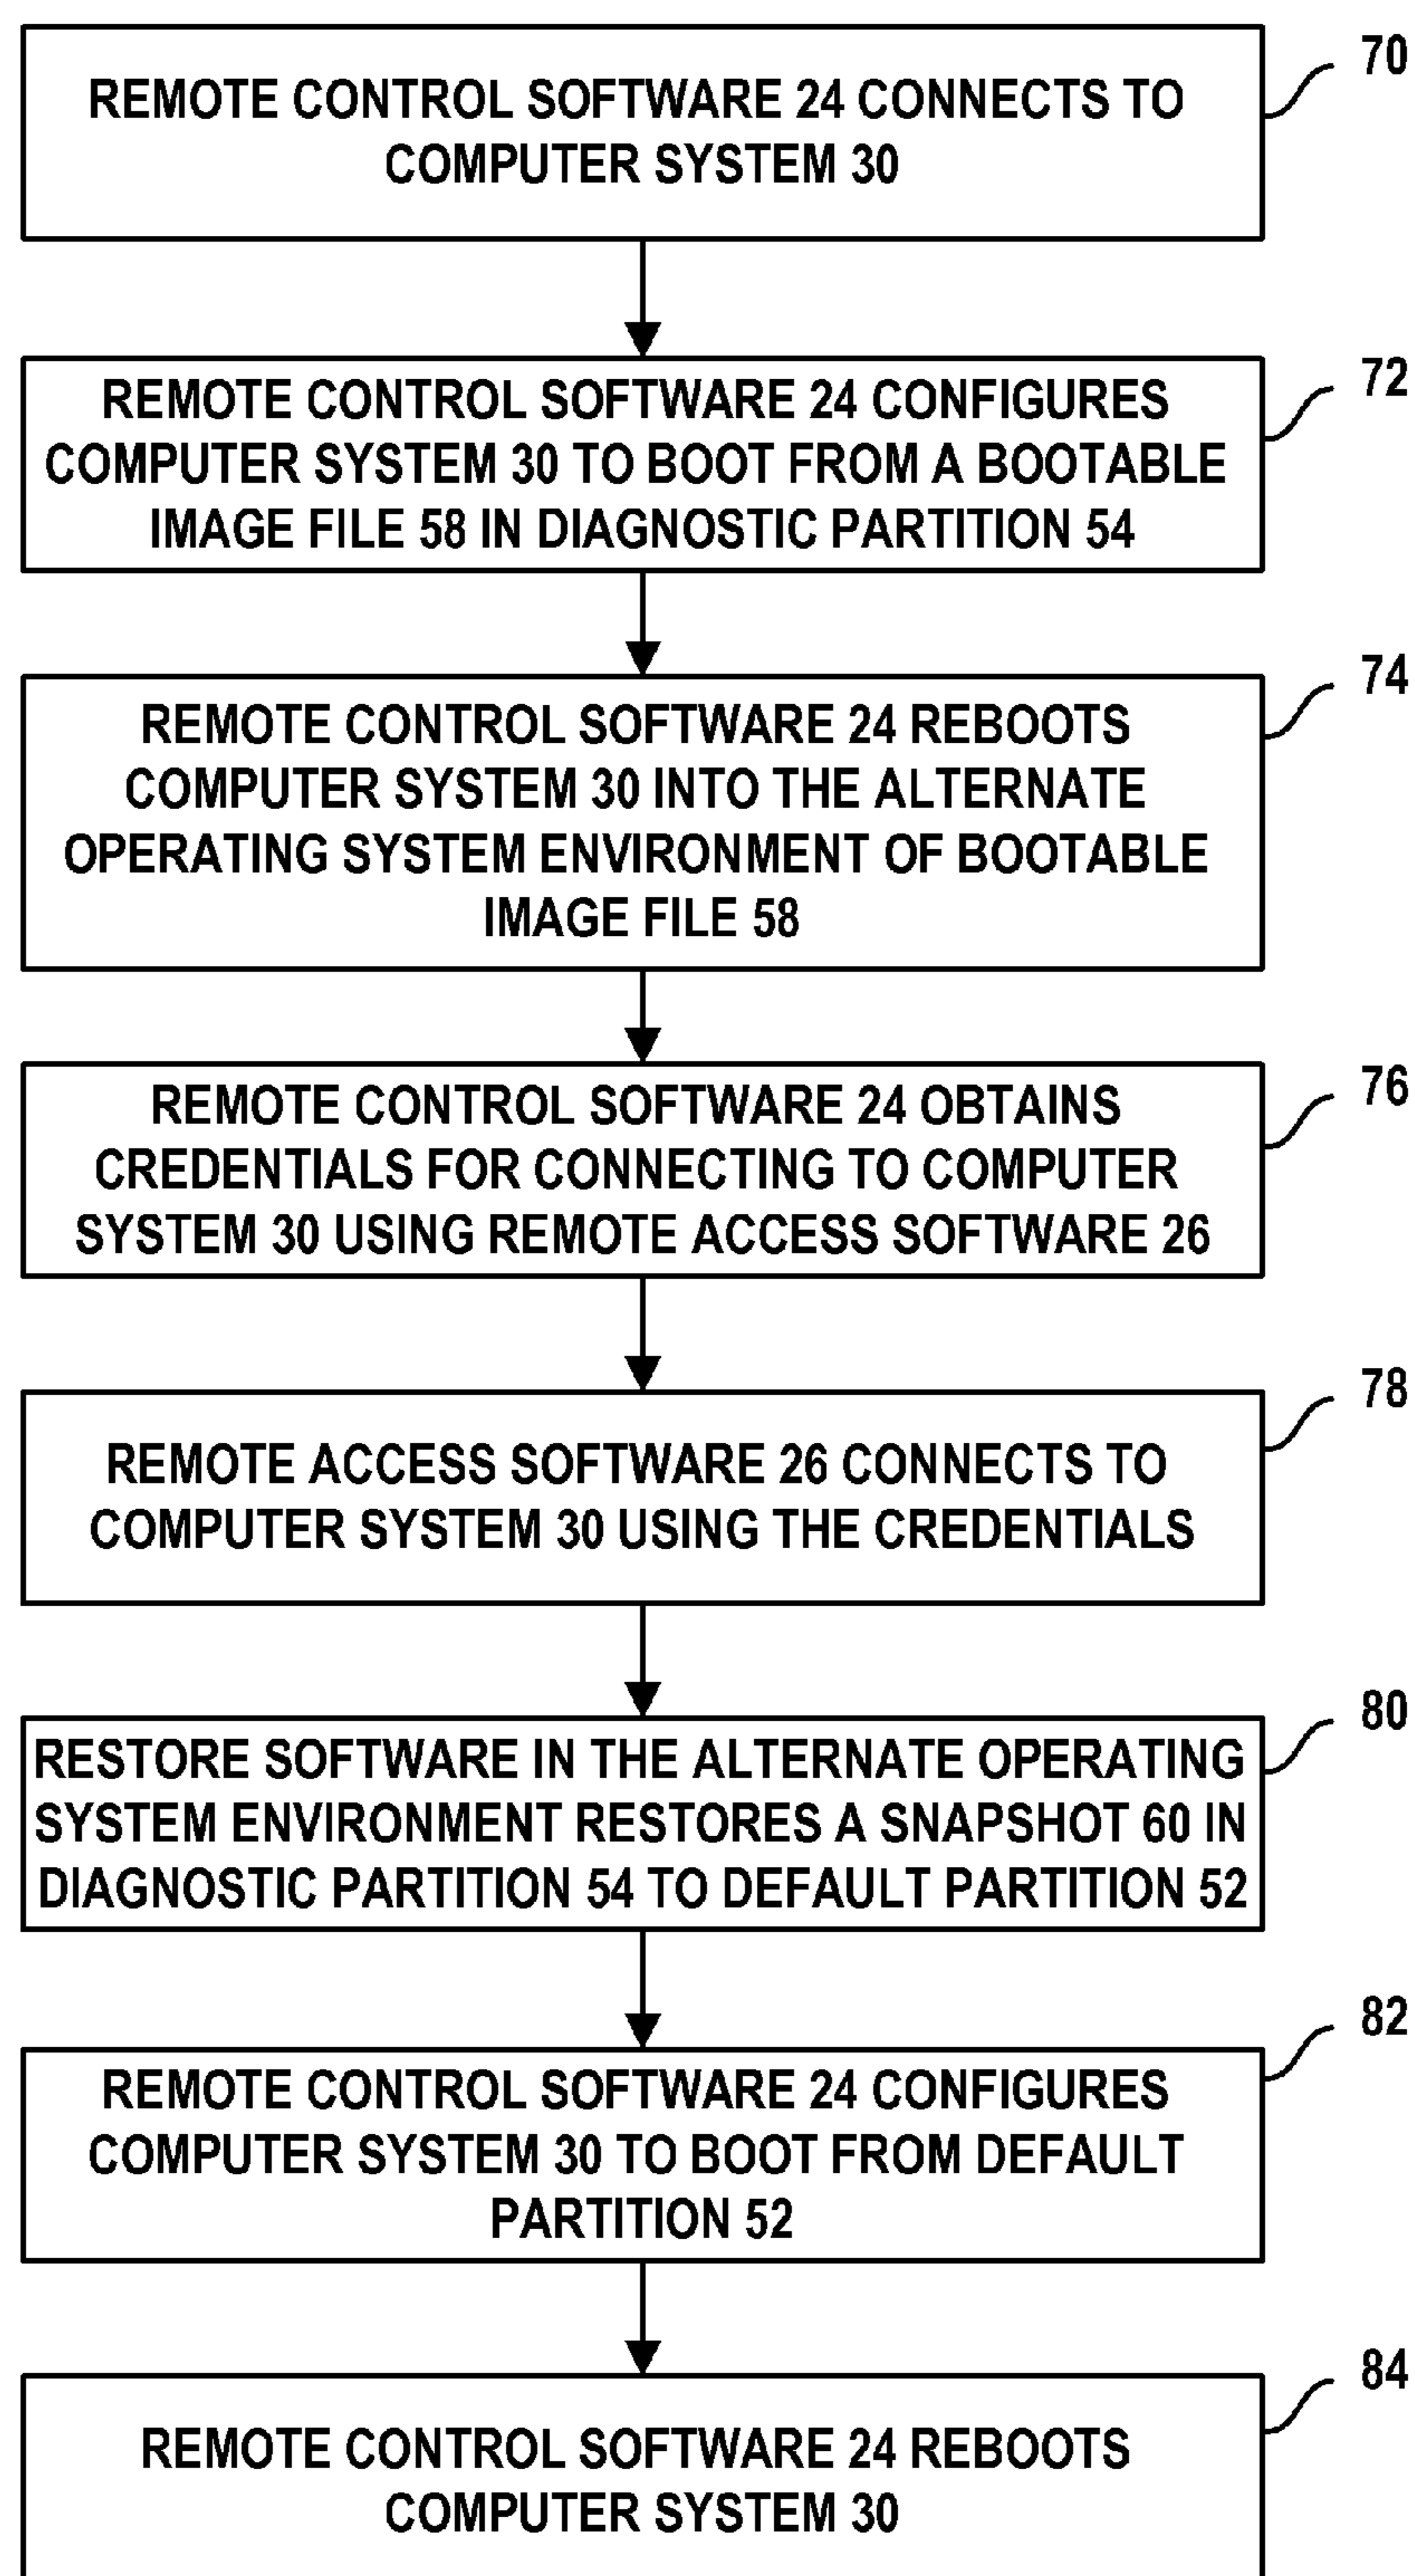 70
REMOTE CONTROL SOFTWARE 24 CONNECTS TO
COMPUTER SYSTEM 30
72
REMOTE CONTROL SOFTWARE 24 CONFIGURES
COMPUTER SYSTEM 30 TO BOOT FROM A BOOTABLE
IMAGE FILE 58 IN DIAGNOSTIC PARTITION 54
74
REMOTE CONTROL SOFTWARE 24 REBOOTS
COMPUTER SYSTEM 30 INTO THE ALTERNATE
OPERATING SYSTEM ENVIRONMENT OF BOOTABLE
IMAGE FILE 58
76
REMOTE CONTROL SOFTWARE 24 OBTAINS
CREDENTIALS FOR CONNECTING TO COMPUTER
SYSTEM 30 USING REMOTE ACCESS SOFTWARE 26
78
REMOTE ACCESS SOFTWARE 26 CONNECTS TO
COMPUTER SYSTEM 30 USING THE CREDENTIALS
80
RESTORE SOFTWARE IN THE ALTERNATE OPERATING
SYSTEM ENVIRONMENT RESTORES A SNAPSHOT 60 IN
DIAGNOSTIC PARTITION 54 TO DEFAULT PARTITION 52
82
REMOTE CONTROL SOFTWARE 24 CONFIGURES
COMPUTER SYSTEM 30 TO BOOT FROM DEFAULT
PARTITION 52
84
REMOTE CONTROL SOFTWARE 24 REBOOTS
COMPUTER SYSTEM 30